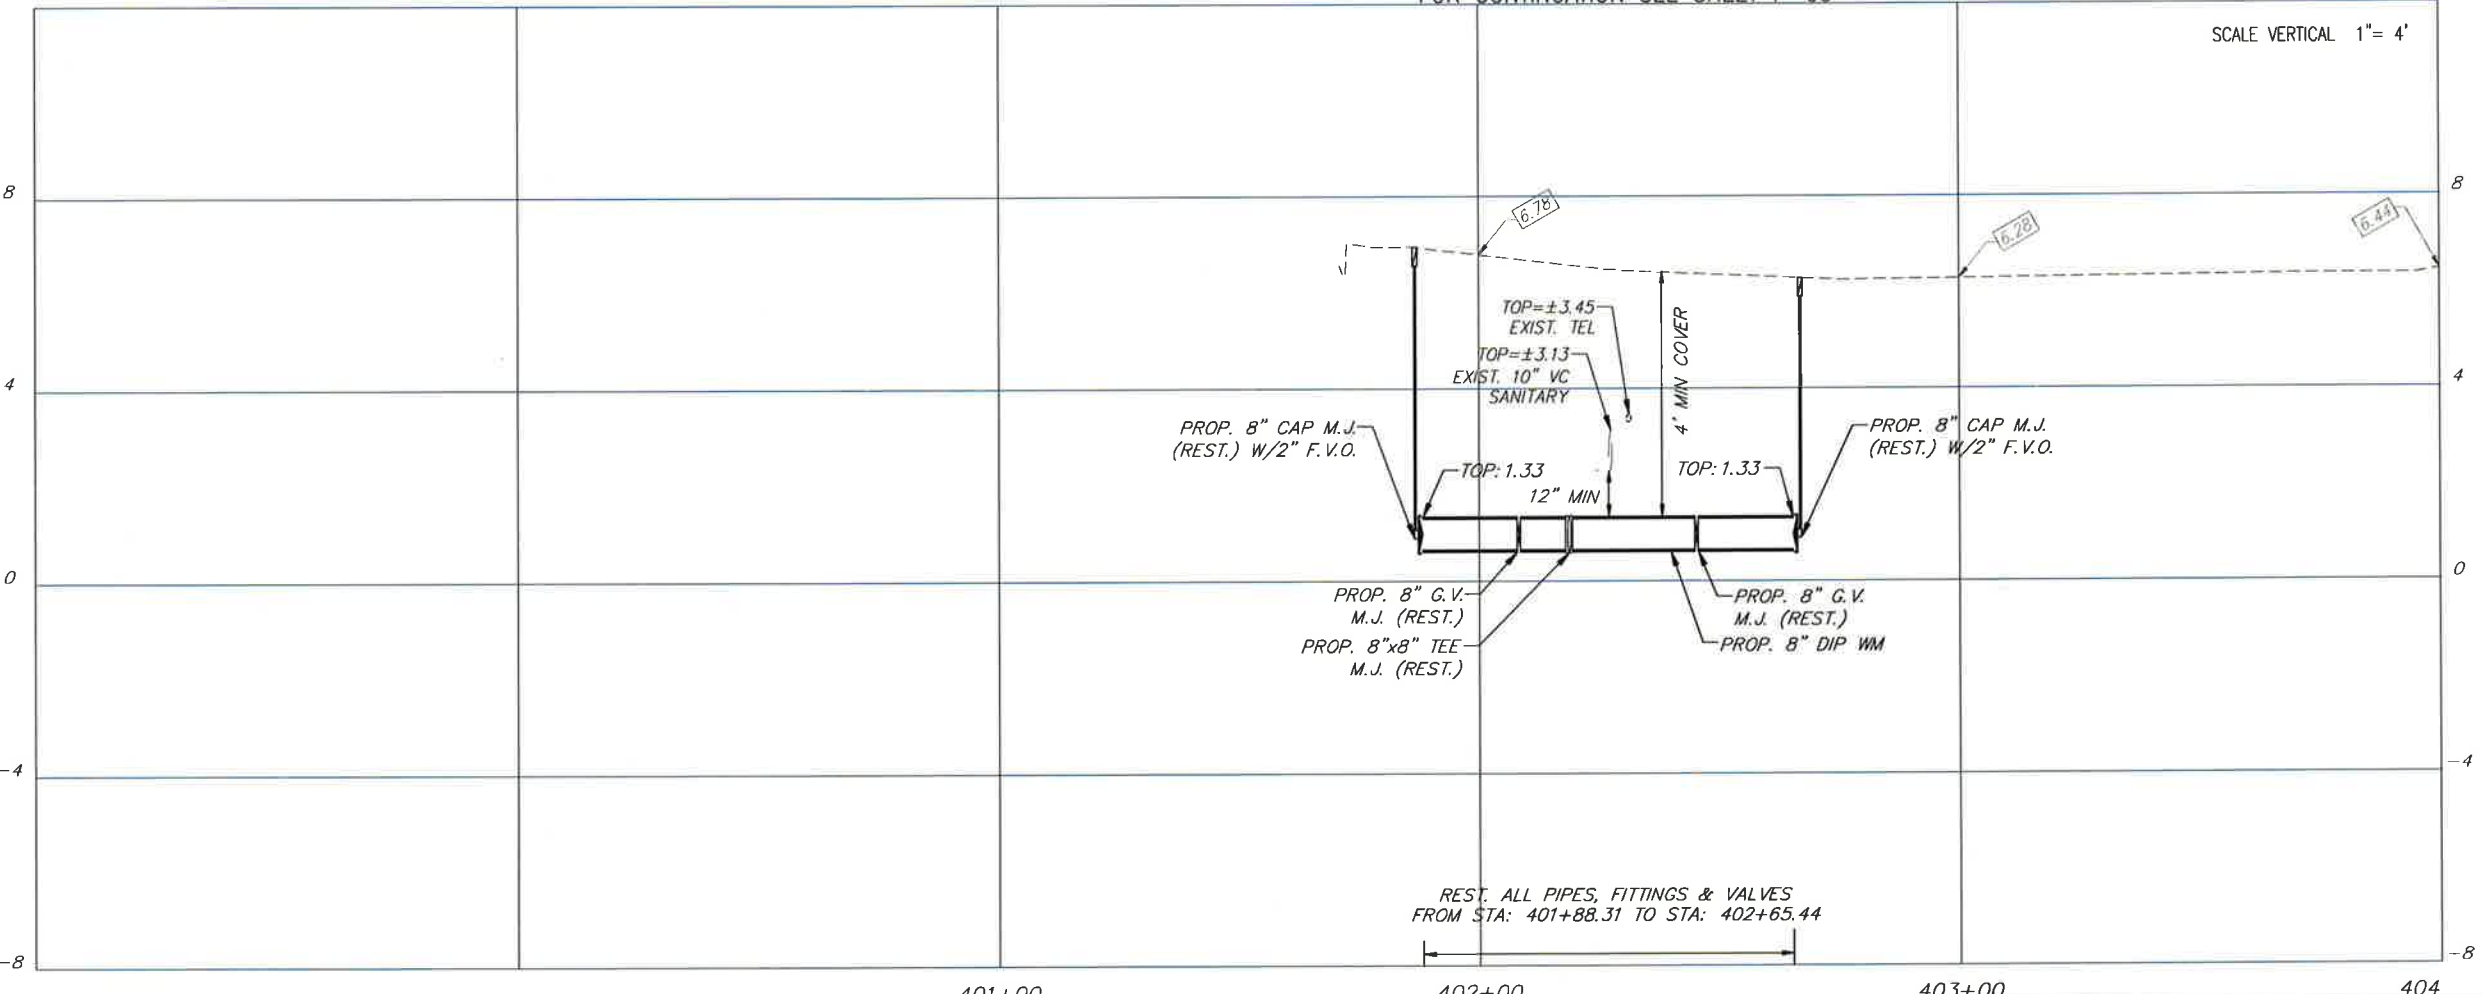 SCALE VERTICAL 1"= 4'
8
8
6.78
6.28
6.44
TOP=±3.45
EXIST. TEL
TOP=±3.13
EXIST. 10" VC
SANITARY
4' MIN COVER
4
4
PROP. 8" CAP M.J.
(REST.) W/2" F.V.O.
PROP. 8" CAP M.J.
(REST.) W/2" F.V.O.
TOP: 1.33
TOP: 1.33
12" MIN
0
0
PROP. 8" G.V.
M.J. (REST.)
PROP. 8"x8" TEE
M.J. (REST.)
PROP. 8" G.V.
M.J. (REST.)
PROP. 8" DIP WM
-4
-4
REST. ALL PIPES, FITTINGS & VALVES
FROM STA: 401+88.31 TO STA: 402+65.44
-8
-8
401+00
402+00
403+00
404